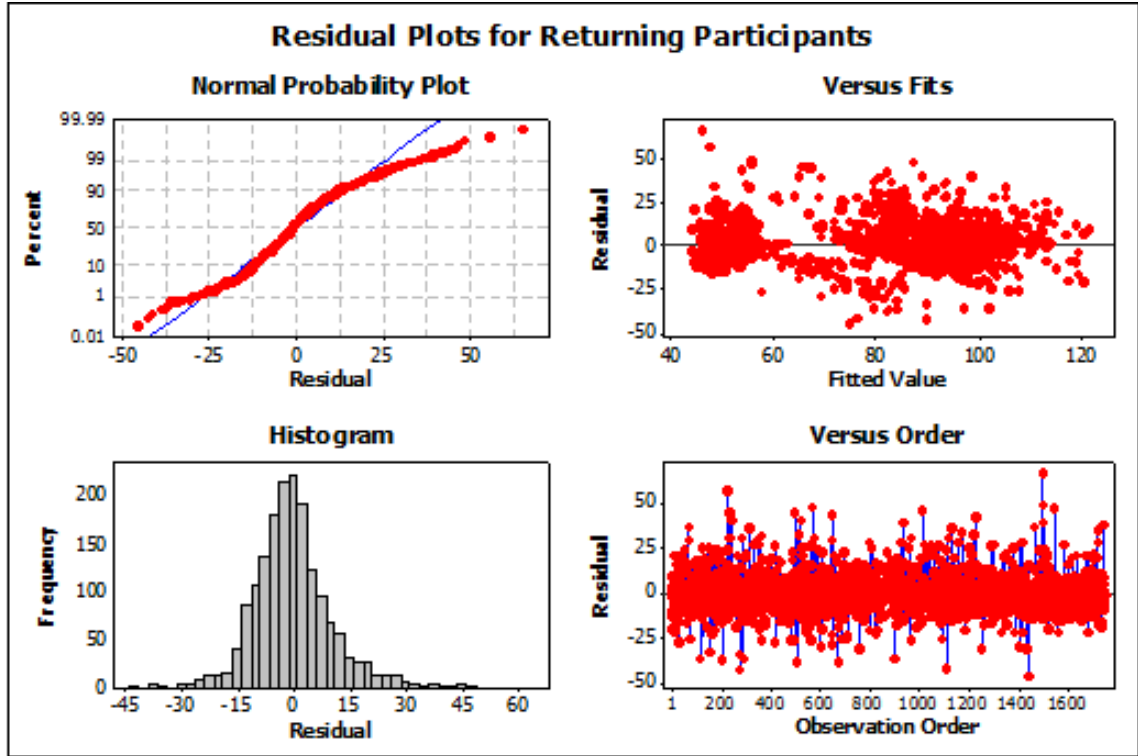 Residual Plots for Returning Participants
Normal Probability Plot
Percent
99.99
99
90
50
10
1
0.01
-50 -25 0 25 50
Residual
Versus Fits
Residual
50
25
0
-25
-50
40 60 80 100 120
Fitted Value
Histogram
Frequency
200
150
100
50
0
-45 -30 -15 0 15 30 45 60
Residual
Versus Order
Residual
50
25
0
-25
-50
1 200 400 600 800 1000 1200 1400 1600
Observation Order